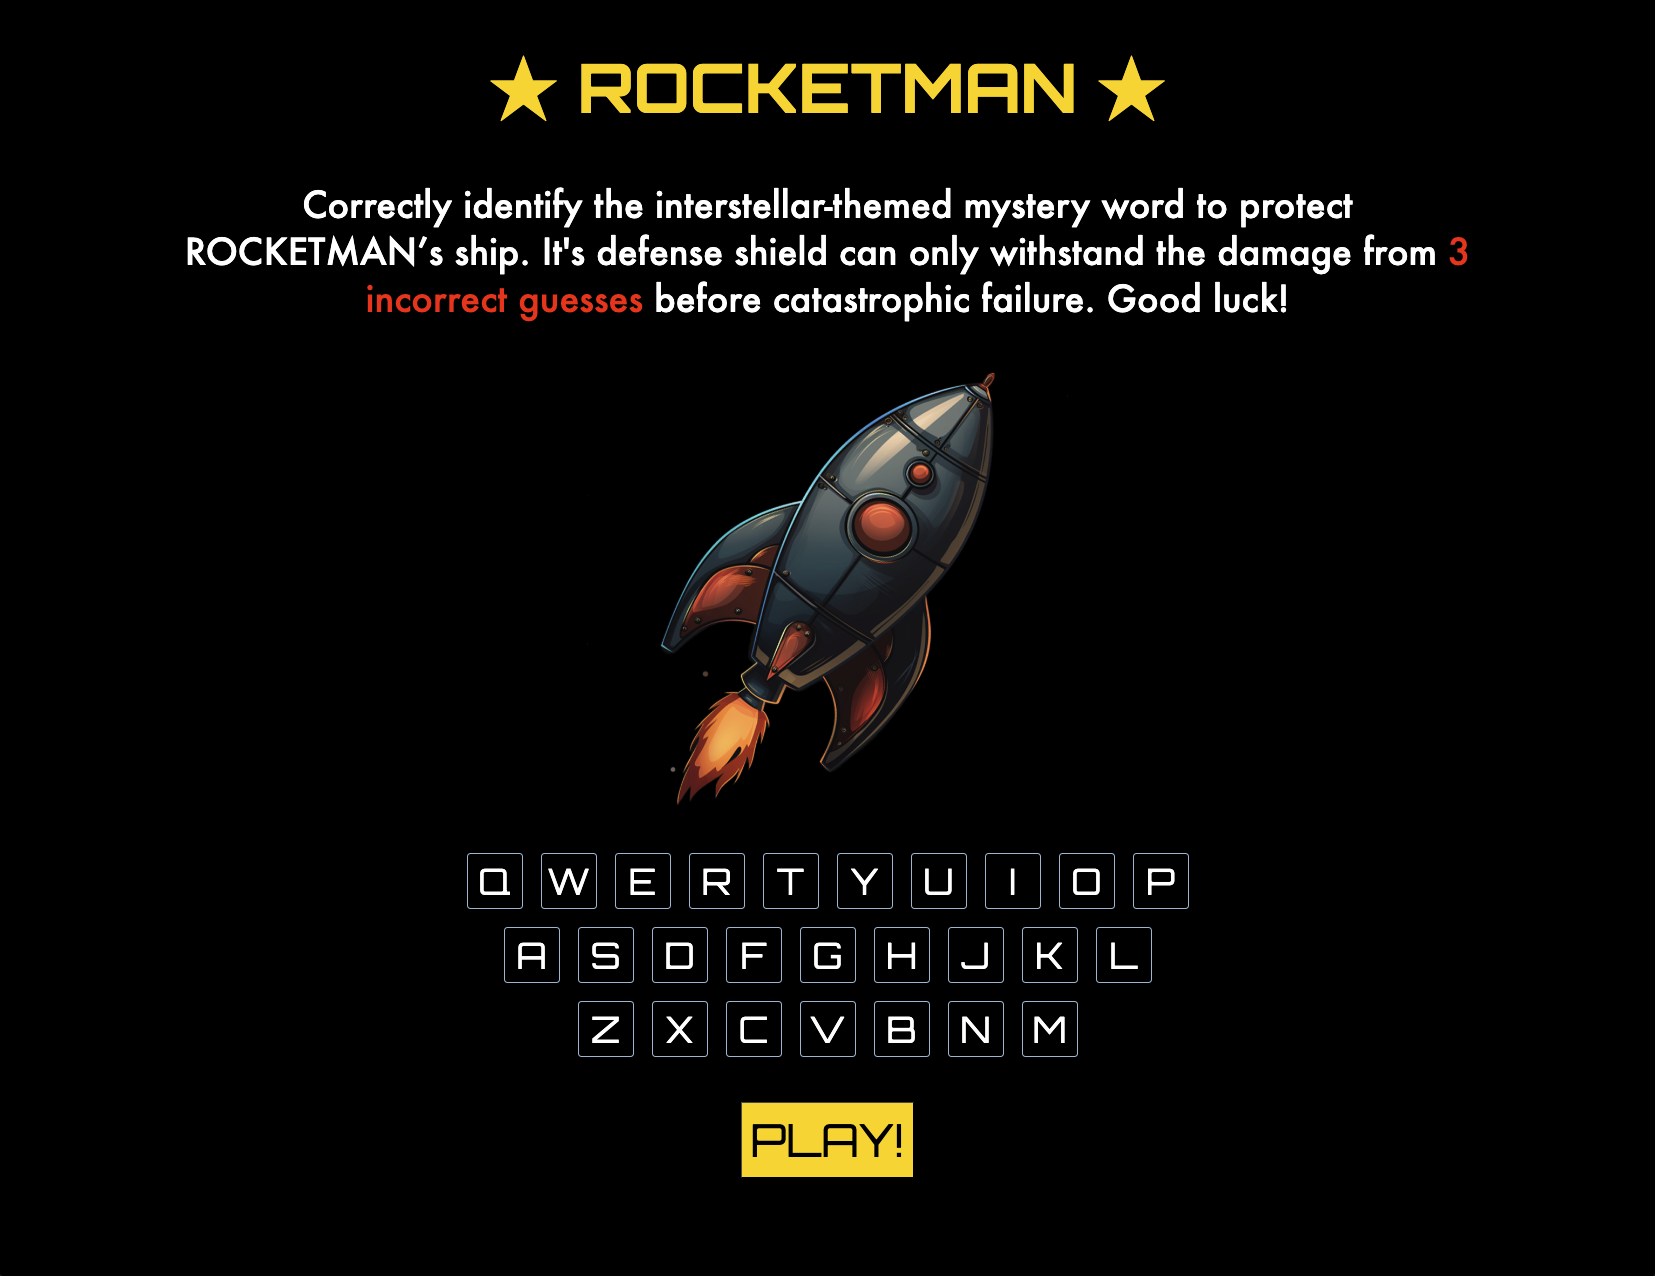 ROCKETMAN
Correctly identify the interstellar-themed mystery word to protect
ROCKETMAN’s ship. It's defense shield can only withstand the damage from 3
incorrect guesses before catastrophic failure. Good luck!
Q W E R T Y U I O P
A S D F G H J K L
Z X C V B N M
PLAY!